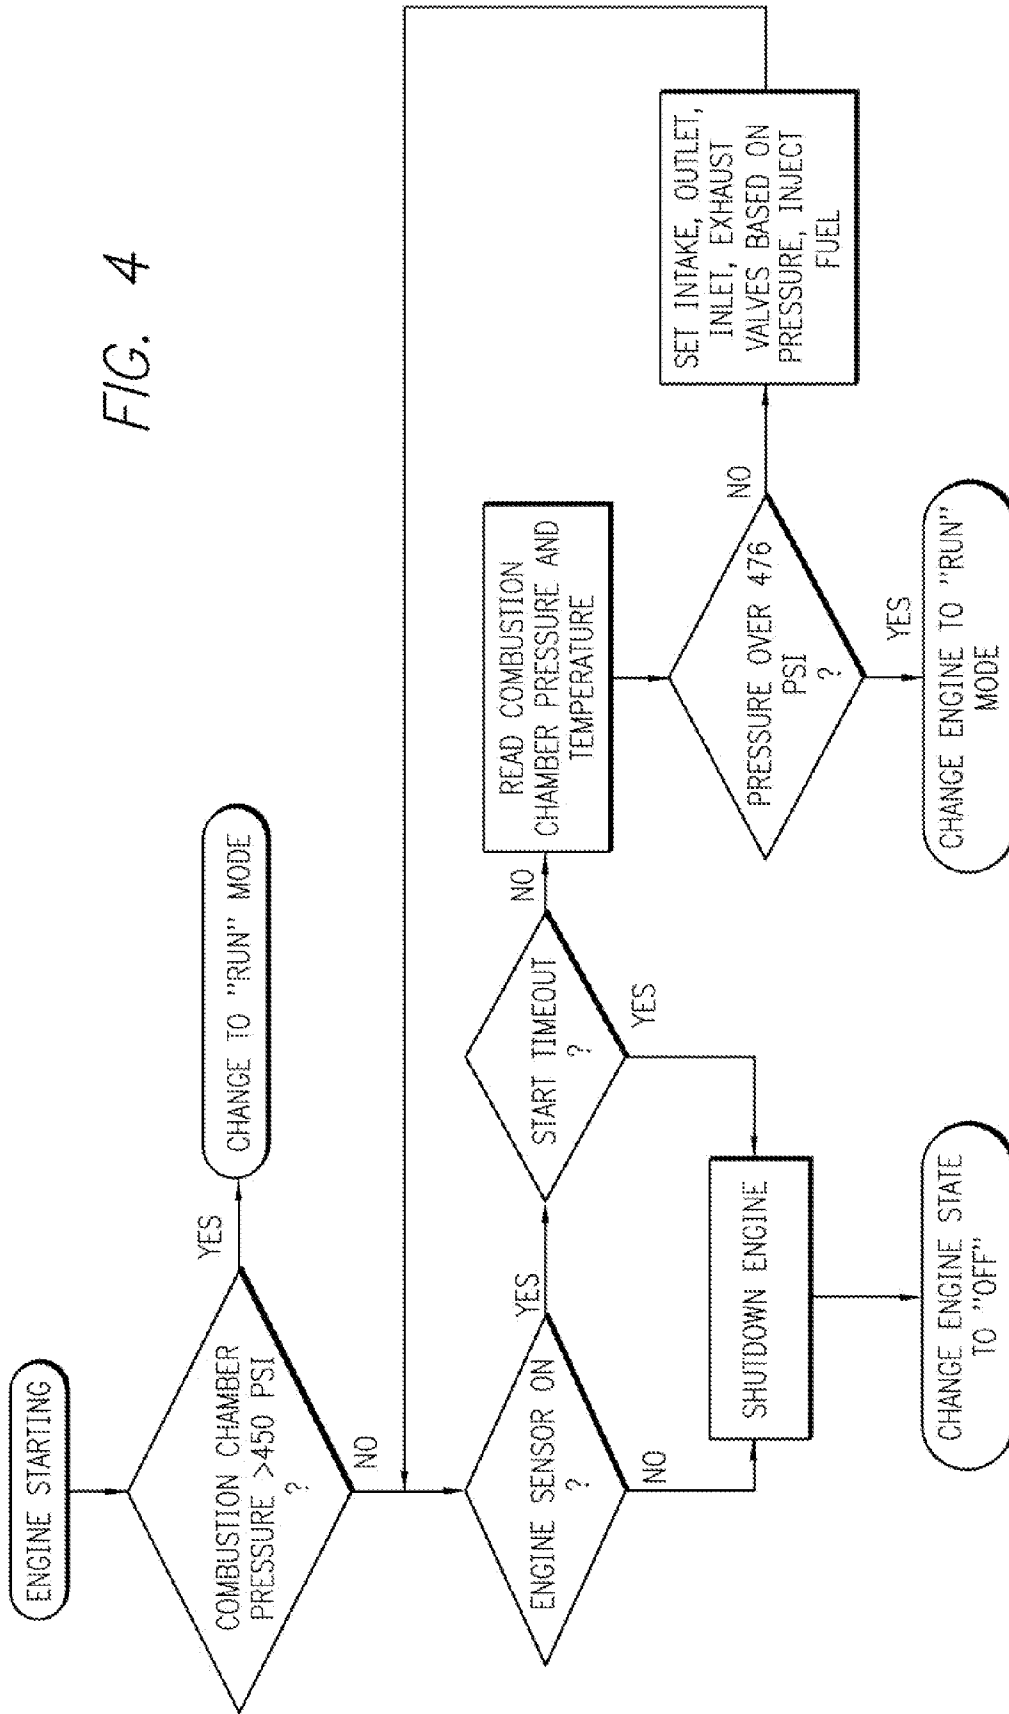 FIG. 4
ENGINE STARTING
COMBUSTION CHAMBER
PRESSURE >450 PSI
?
YES
CHANGE TO "RUN" MODE
NO
ENGINE SENSOR ON
?
YES
NO
START TIMEOUT
?
NO
YES
READ COMBUSTION
CHAMBER PRESSURE AND
TEMPERATURE
SHUTDOWN ENGINE
CHANGE ENGINE STATE
TO "OFF"
PRESSURE OVER 476
PSI
?
NO
YES
SET INTAKE, OUTLET,
INLET, EXHAUST
VALVES BASED ON
PRESSURE, INJECT
FUEL
CHANGE ENGINE TO "RUN"
MODE